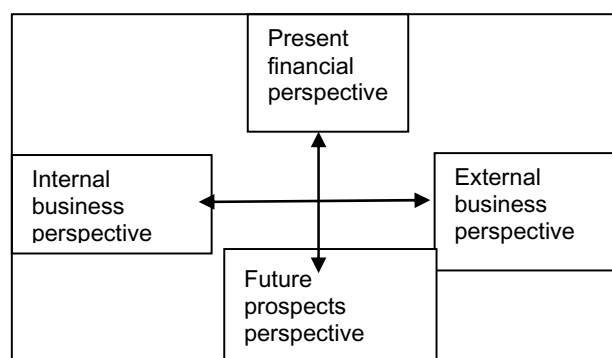 Present
financial
perspective
Internal
business
perspective
External
business
perspective
Future
prospects
perspective